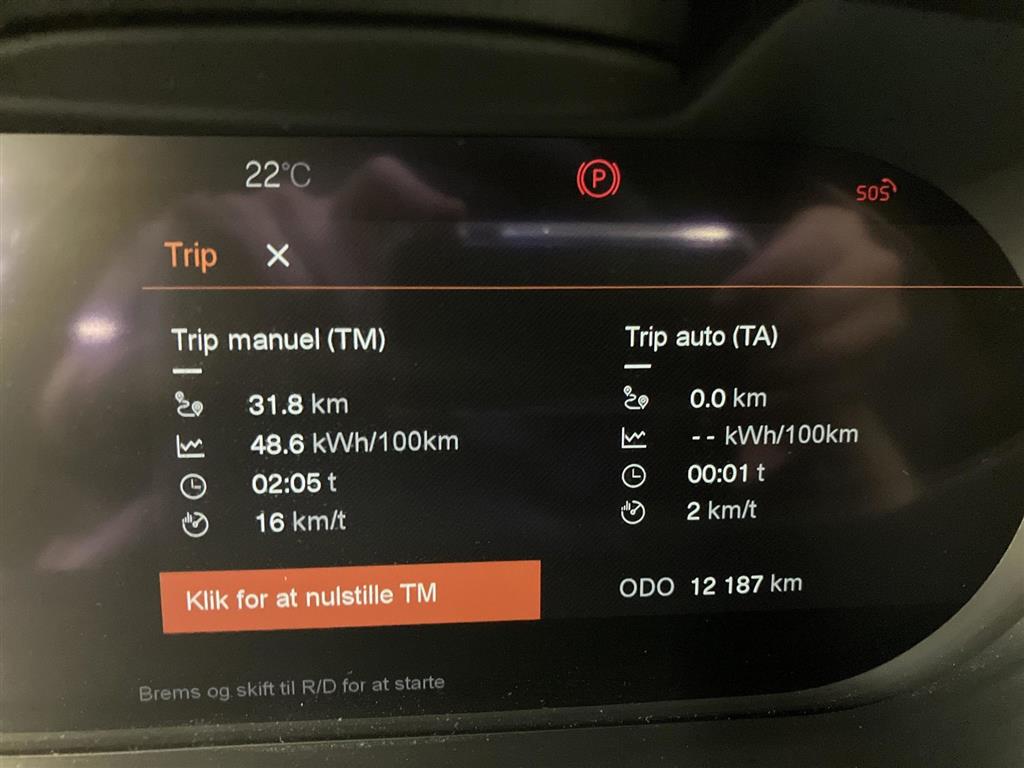 22°C
P
SOS
Trip
Trip manuel (TM)
31.8 km
48.6 kWh/100km
02:05 t
16 km/t
Klik for at nulstille TM
Trip auto (TA)
0.0 km
-- kWh/100km
00:01 t
2 km/t
ODO 12 187 km
Brems og skift til R/D for at starte